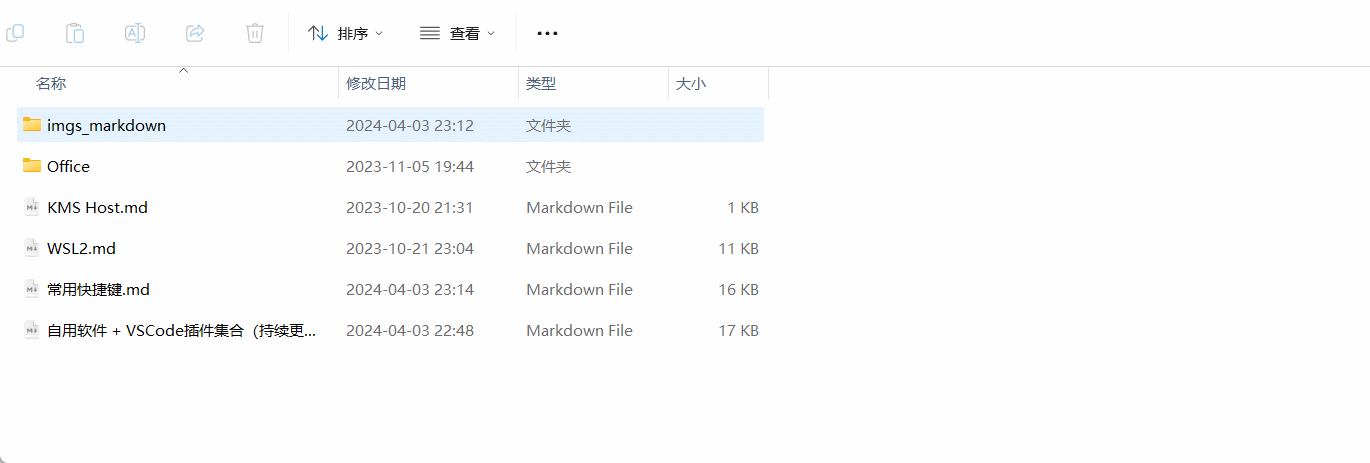 排序 查看
名称 修改日期 类型 大小
imgs_markdown 2024-04-03 23:12 文件夹
Office 2023-11-05 19:44 文件夹
KMS Host.md 2023-10-20 21:31 Markdown File 1 KB
WSL2.md 2023-10-21 23:04 Markdown File 11 KB
常用快捷键.md 2024-04-03 23:14 Markdown File 16 KB
自用软件 + VSCode插件集合（持续更... 2024-04-03 22:48 Markdown File 17 KB